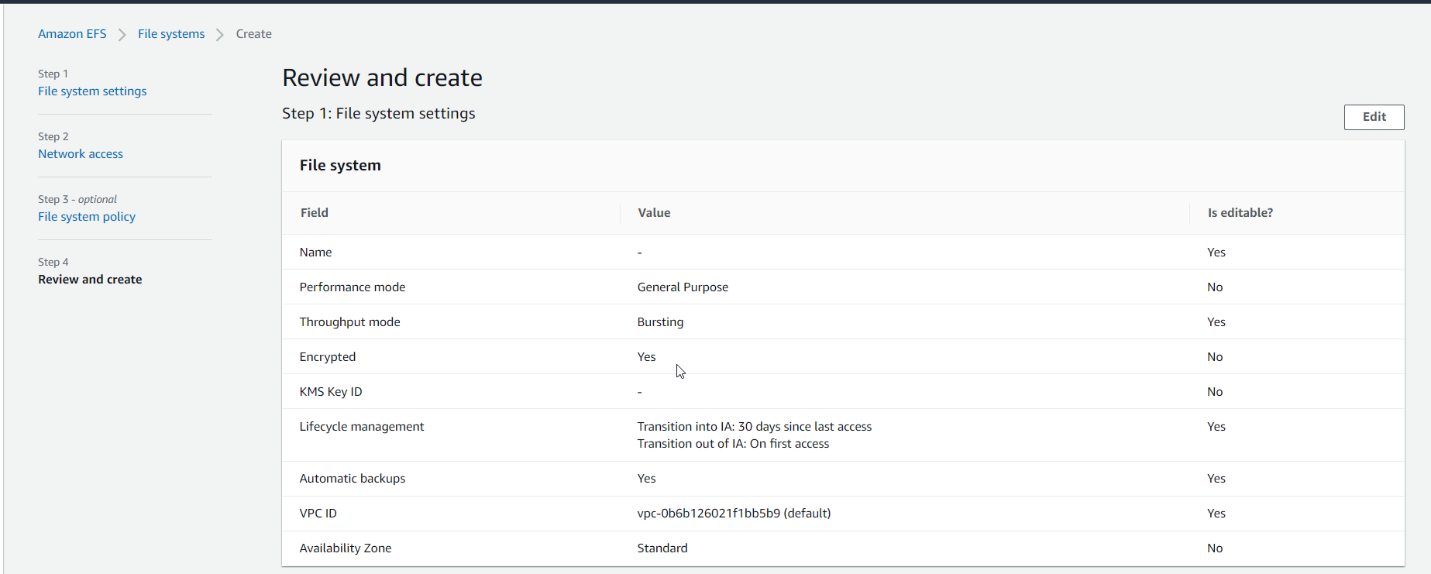 Amazon EFS > File systems > Create
Step 1
File system settings
Step 2
Network access
Step 3 - optional
File system policy
Step 4
Review and create
Review and create
Step 1: File system settings
Edit
File system
Field Value Is editable?
Name - Yes
Performance mode General Purpose No
Throughput mode Bursting Yes
Encrypted Yes No
KMS Key ID - No
Lifecycle management Transition into IA: 30 days since last access Yes
Transition out of IA: On first access
Automatic backups Yes Yes
VPC ID vpc-0b6b126021f1bb5b9 (default) Yes
Availability Zone Standard No